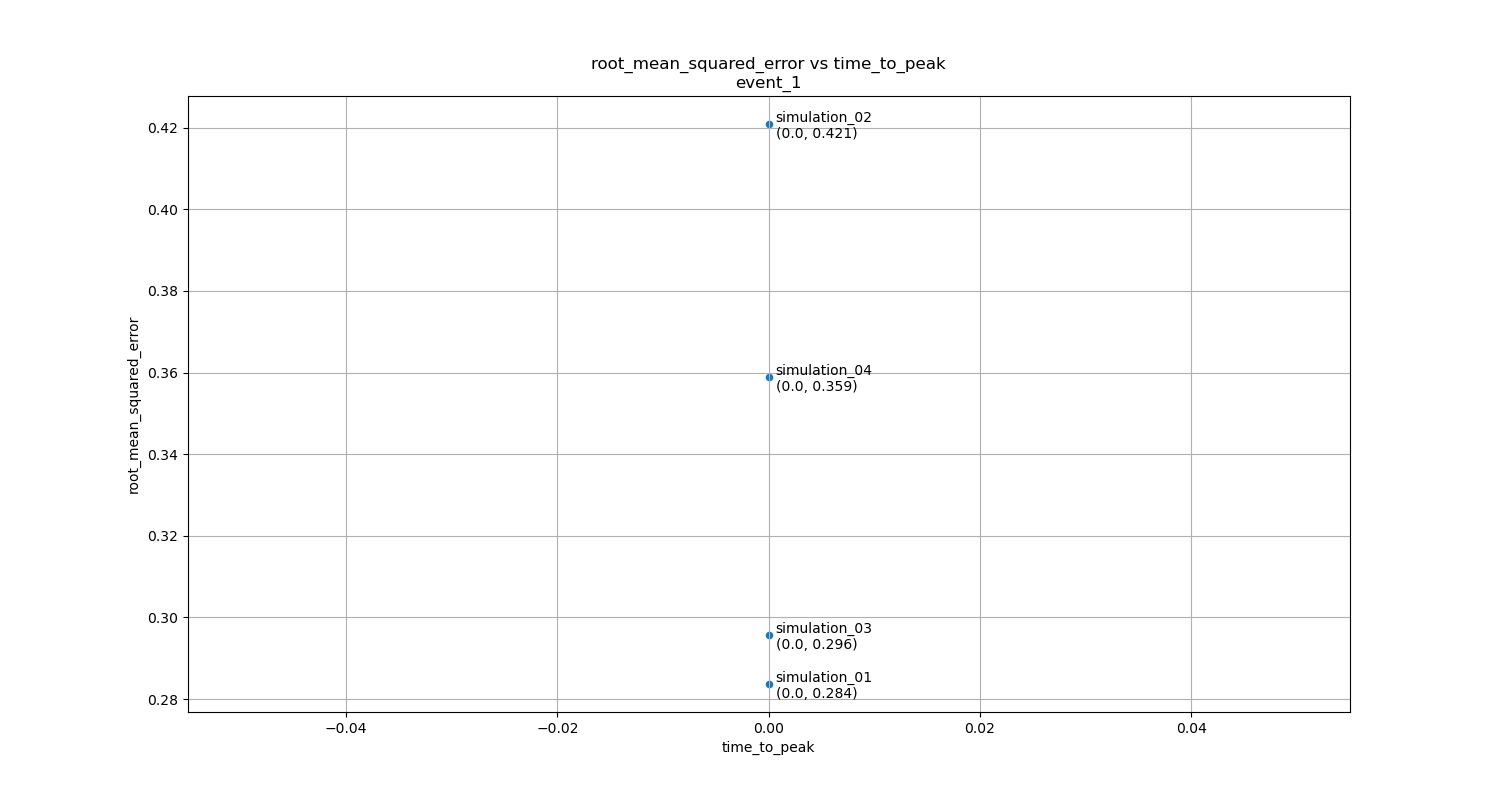 root_mean_squared_error vs time_to_peak
event_1
root_mean_squared_error
0.42
0.40
0.38
0.36
0.34
0.32
0.30
0.28
simulation_02
(0.0, 0.421)
simulation_04
(0.0, 0.359)
simulation_03
(0.0, 0.296)
simulation_01
(0.0, 0.284)
−0.04
−0.02
0.00
0.02
0.04
time_to_peak